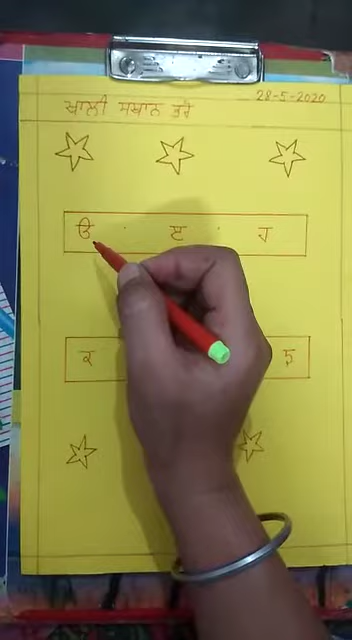 28-5-2020
ਖਾਲੀ ਸਥਾਨ ਭਰੋ
ੳ . ੲ . ਹ
ਕ ਙ